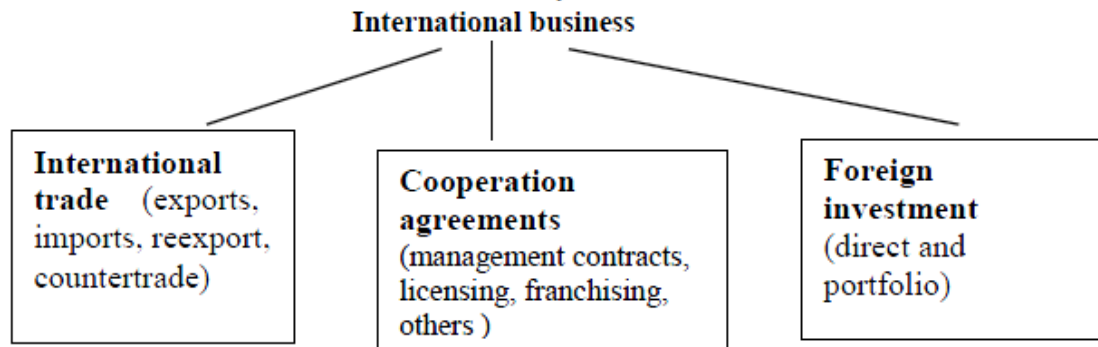 International business
International
trade (exports,
imports, reexport,
countertrade)
Cooperation
agreements
(management contracts,
licensing, franchising,
others )
Foreign
investment
(direct and
portfolio)